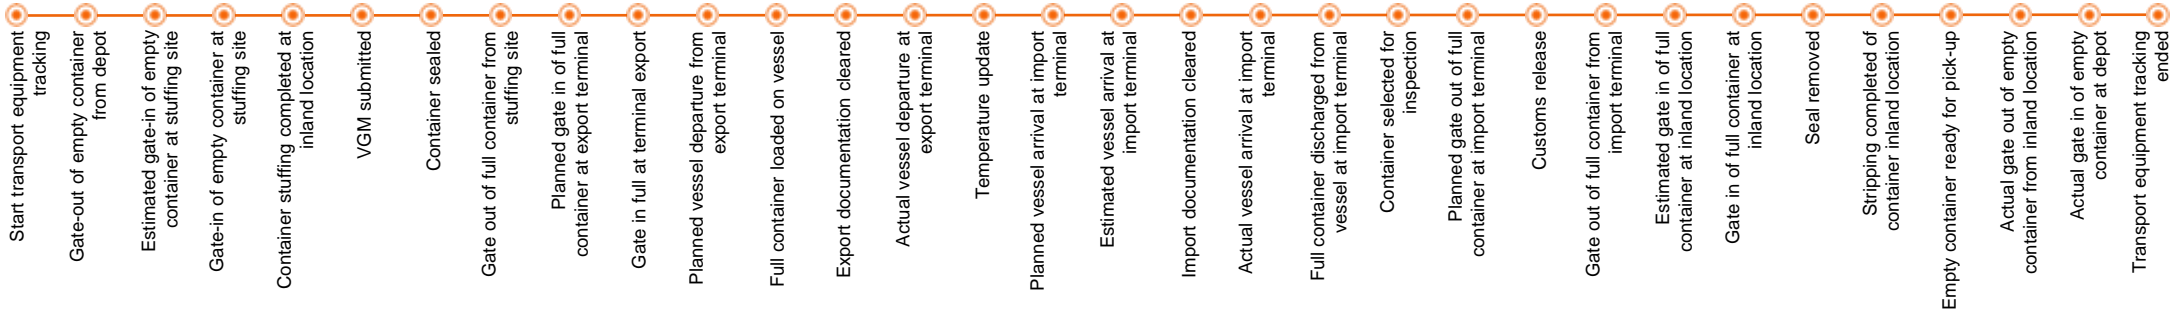 Start transport equipment
tracking
Gate-out of empty container
from depot
Estimated gate-in of empty
container at stuffing site
Gate-in of empty container at
stuffing site
Container stuffing completed at
inland location
VGM submitted
Container sealed
Gate out of full container from
stuffing site
Planned gate in of full
container at export terminal
Gate in full at terminal export
Planned vessel departure from
export terminal
Full container loaded on vessel
Export documentation cleared
Actual vessel departure at
export terminal
Temperature update
Planned vessel arrival at import
terminal
Estimated vessel arrival at
import terminal
Import documentation cleared
Actual vessel arrival at import
terminal
Full container discharged from
vessel at import terminal
Container selected for
inspection
Planned gate out of full
container at import terminal
Customs release
Gate out of full container from
import terminal
Estimated gate in of full
container at inland location
Gate in of full container at
inland location
Seal removed
Stripping completed of
container inland location
Empty container ready for pick-up
Actual gate out of empty
container from inland location
Actual gate in of empty
container at depot
Transport equipment tracking
ended